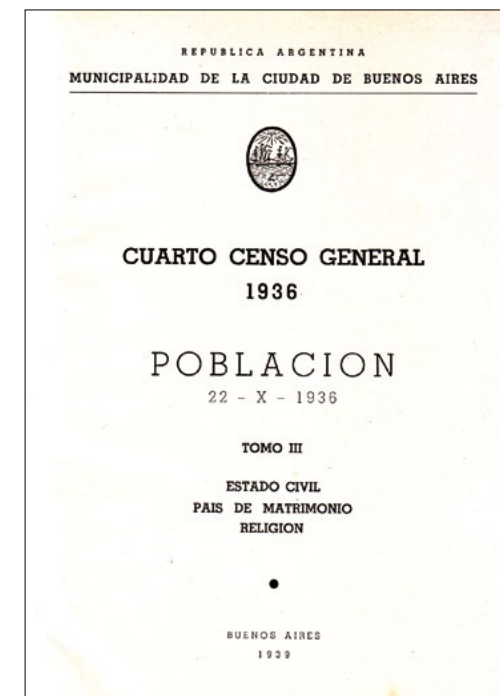 REPUBLICA ARGENTINA
MUNICIPALIDAD DE LA CIUDAD DE BUENOS AIRES
CUARTO CENSO GENERAL
1936
POBLACION
22 - X - 1936
TOMO III
ESTADO CIVIL
PAIS DE MATRIMONIO
RELIGION
BUENOS AIRES
1939